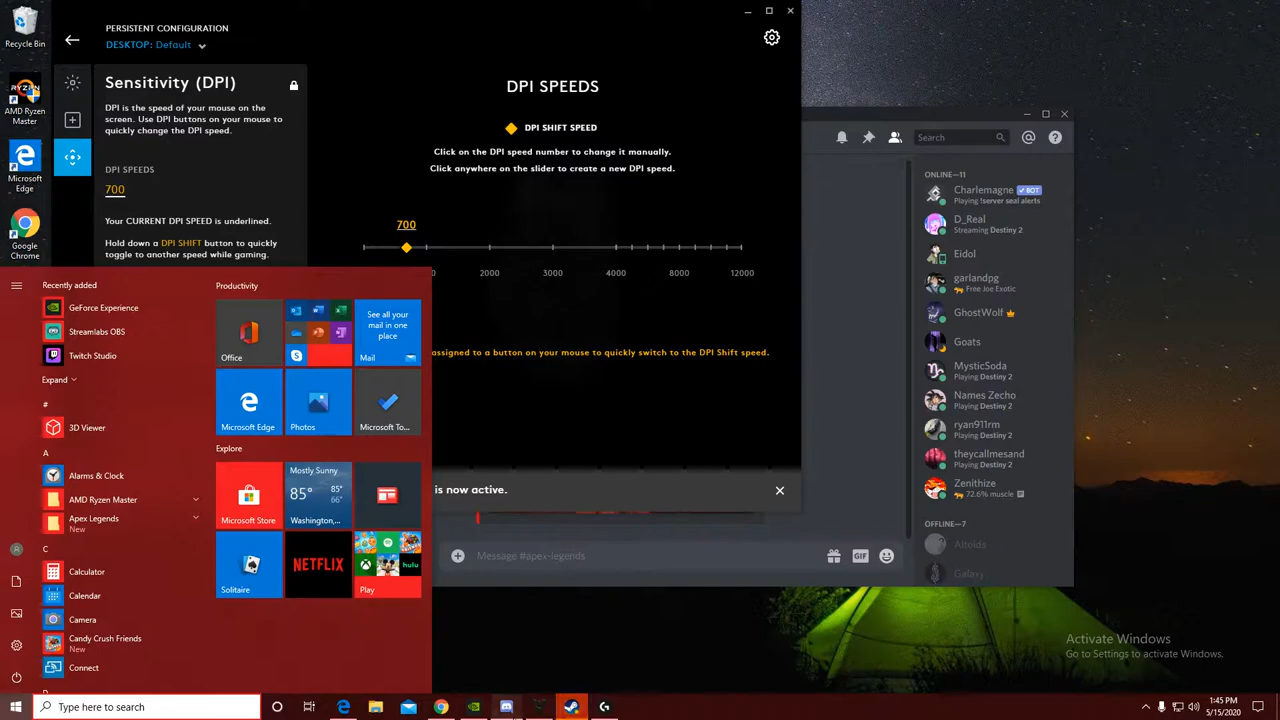 Recycle Bin
AMD Ryzen
Master
Microsoft
Edge
Google
Chrome
PERSISTENT CONFIGURATION
DESKTOP: Default
Sensitivity (DPI)
DPI is the speed of your mouse on the
screen. Use DPI buttons on your mouse to
quickly change the DPI speed.
DPI SPEEDS
700
Your CURRENT DPI SPEED is underlined.
Hold down a DPI SHIFT button to quickly
toggle to another speed while gaming.
DPI SPEEDS
DPI SHIFT SPEED
Click on the DPI speed number to change it manually.
Click anywhere on the slider to create a new DPI speed.
700
0 2000 3000 4000 8000 12000
assigned to a button on your mouse to quickly switch to the DPI Shift speed.
is now active.
Recently added
GeForce Experience
Streamlabs OBS
Twitch Studio
Expand
#
3D Viewer
A
Alarms & Clock
AMD Ryzen Master
Apex Legends
New
C
Calculator
Calendar
Camera
Candy Crush Friends
New
Connect
Productivity
Office
See all your
mail in one
place
Mail
Microsoft Edge
Photos
Microsoft To...
Explore
Microsoft Store
Mostly Sunny
85° 85°
66°
Washington,...
Solitaire
NETFLIX
hulu
Play
Search
ONLINE—11
Charlemagne BOT
Playing !server seal alerts
D_Real
Streaming Destiny 2
Eidol
garlandpg
Free Joe Exotic
GhostWolf
Goats
MysticSoda
Playing Destiny 2
Names Zecho
Playing Destiny 2
ryan911rm
Playing Destiny 2
theycallmesand
Playing Destiny 2
Zenithize
72.6% muscle
OFFLINE—7
Altoids
Galaxy
Message #apex-legends
Activate Windows
Go to Settings to activate Windows.
Type here to search
1:45 PM
5/15/2020